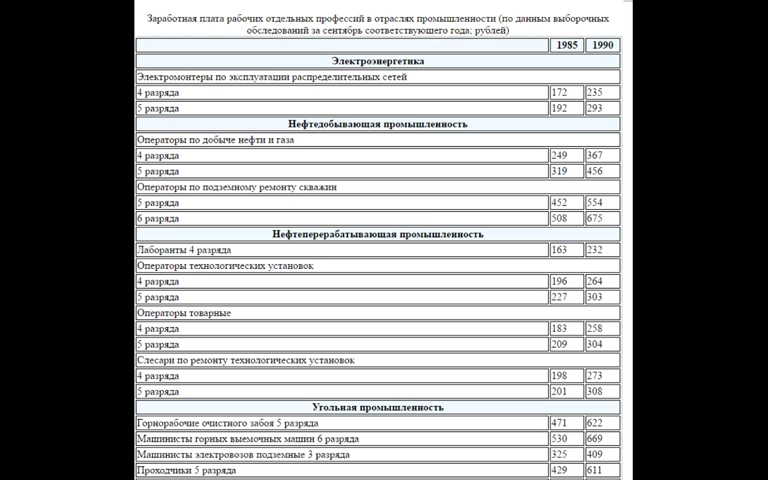 Заработная плата рабочих отдельных профессий в отраслях промышленности (по данным выборочных
обследований за сентябрь соответствующего года; рублей)
1985 1990
Электроэнергетика
Электромонтеры по эксплуатации распределительных сетей
4 разряда 172 235
5 разряда 192 293
Нефтедобывающая промышленность
Операторы по добыче нефти и газа
4 разряда 249 367
5 разряда 319 456
Операторы по подземному ремонту скважин
5 разряда 452 554
6 разряда 508 675
Нефтеперерабатывающая промышленность
Лаборанты 4 разряда 163 232
Операторы технологических установок
4 разряда 196 264
5 разряда 227 303
Операторы товарные
4 разряда 183 258
5 разряда 209 304
Слесари по ремонту технологических установок
4 разряда 198 273
5 разряда 201 308
Угольная промышленность
Горнорабочие очистного забоя 5 разряда 471 622
Машинисты горных выемочных машин 6 разряда 530 669
Машинисты электровозов подземные 3 разряда 325 409
Проходчики 5 разряда 429 611